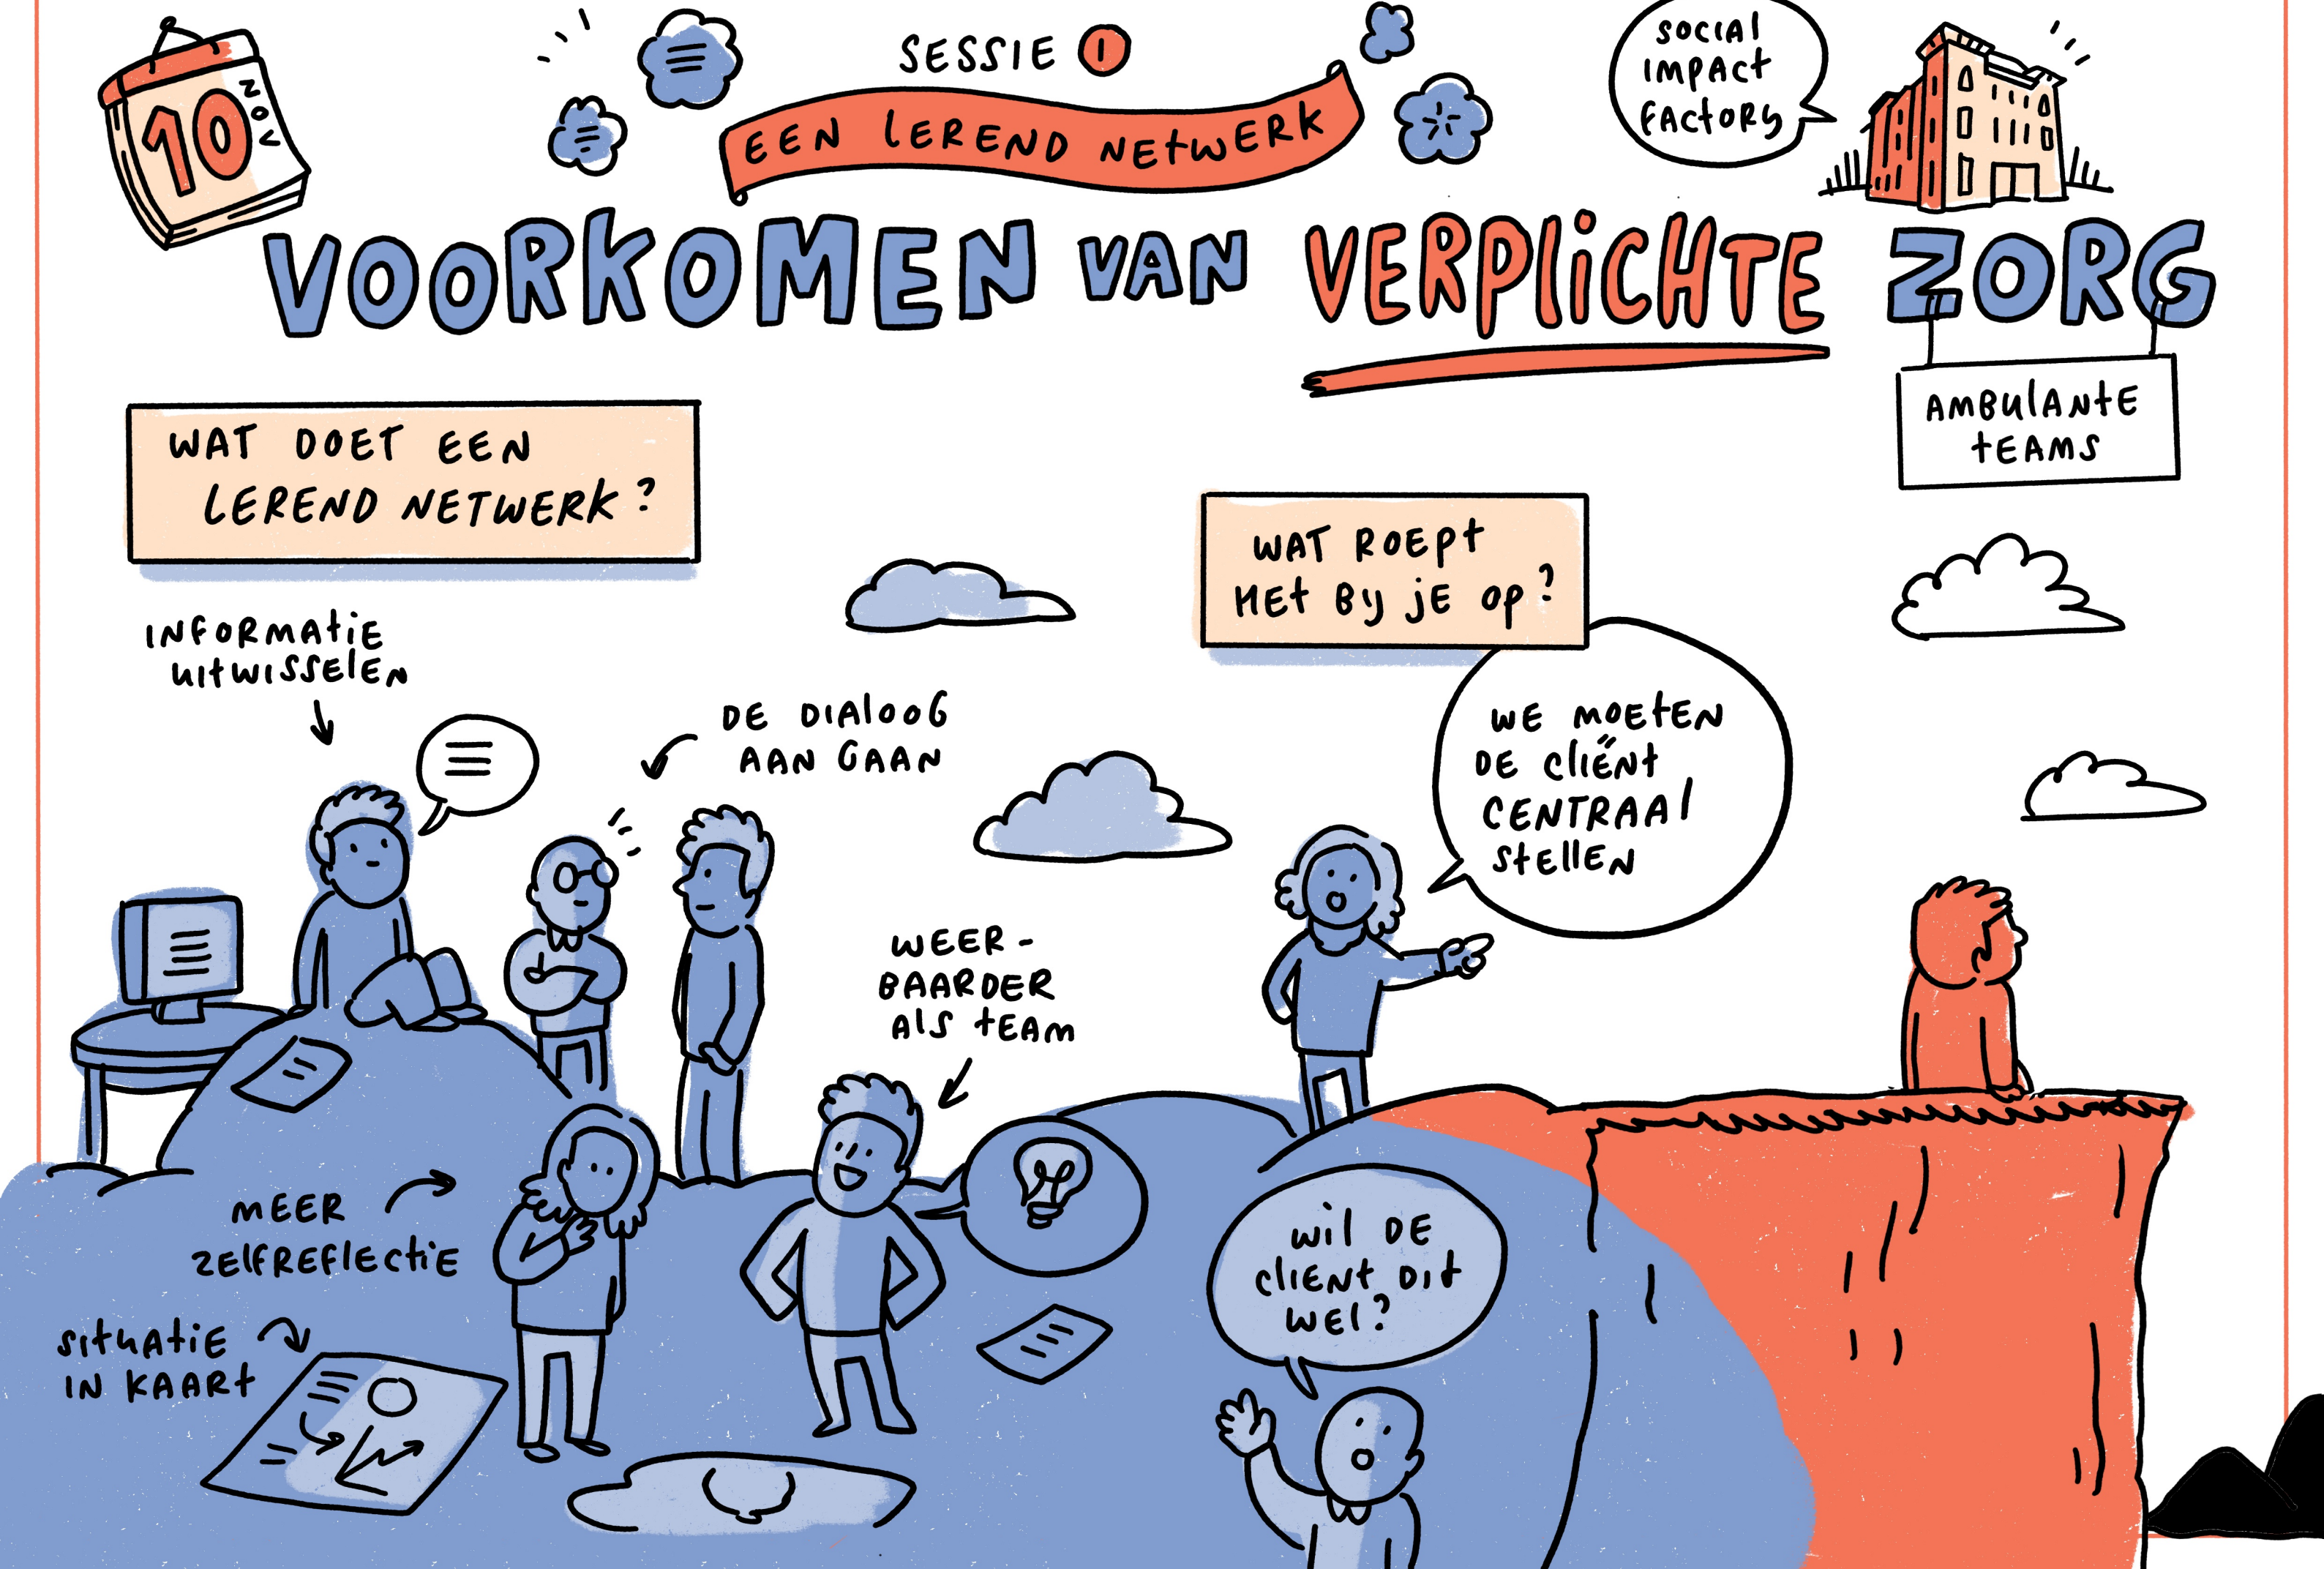 10
NOV
SESSIE 1
EEN LEREND NETWERK
SOCIAL
IMPACT
FACTORY
VOORKOMEN VAN VERPLICHTE ZORG
AMBULANTE
TEAMS
WAT DOET EEN
LEREND NETWERK?
INFORMATIE
UITWISSELEN
DE DIALOOG
AAN GAAN
WEER-
BAARDER
ALS TEAM
MEER
ZELFREFLECTIE
SITUATIE
IN KAART
WAT ROEPT
HET BIJ JE OP?
WE MOETEN
DE CLIËNT
CENTRAAL
STELLEN
WIL DE
CLIENT DIT
WEL?